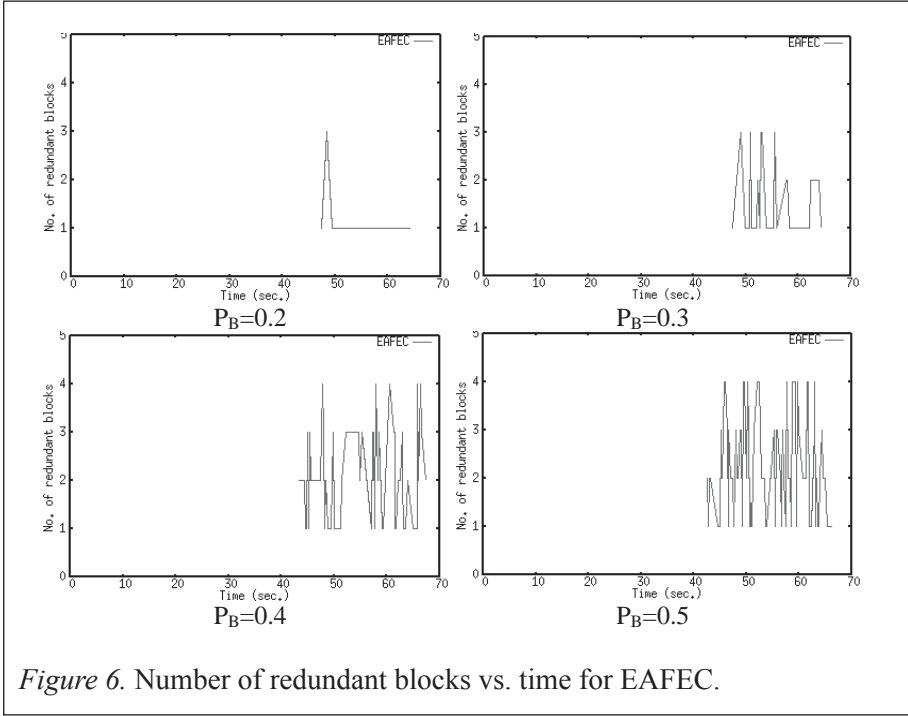 EAFEC
No. of redundant blocks
5
4
3
2
1
0
0 10 20 30 40 50 60 70
Time (sec.)
P_B=0.2
EAFEC
No. of redundant blocks
5
4
3
2
1
0
0 10 20 30 40 50 60 70
Time (sec.)
P_B=0.3
EAFEC
No. of redundant blocks
5
4
3
2
1
0
0 10 20 30 40 50 60 70
Time (sec.)
P_B=0.4
EAFEC
No. of redundant blocks
5
4
3
2
1
0
0 10 20 30 40 50 60 70
Time (sec.)
P_B=0.5
Figure 6. Number of redundant blocks vs. time for EAFEC.